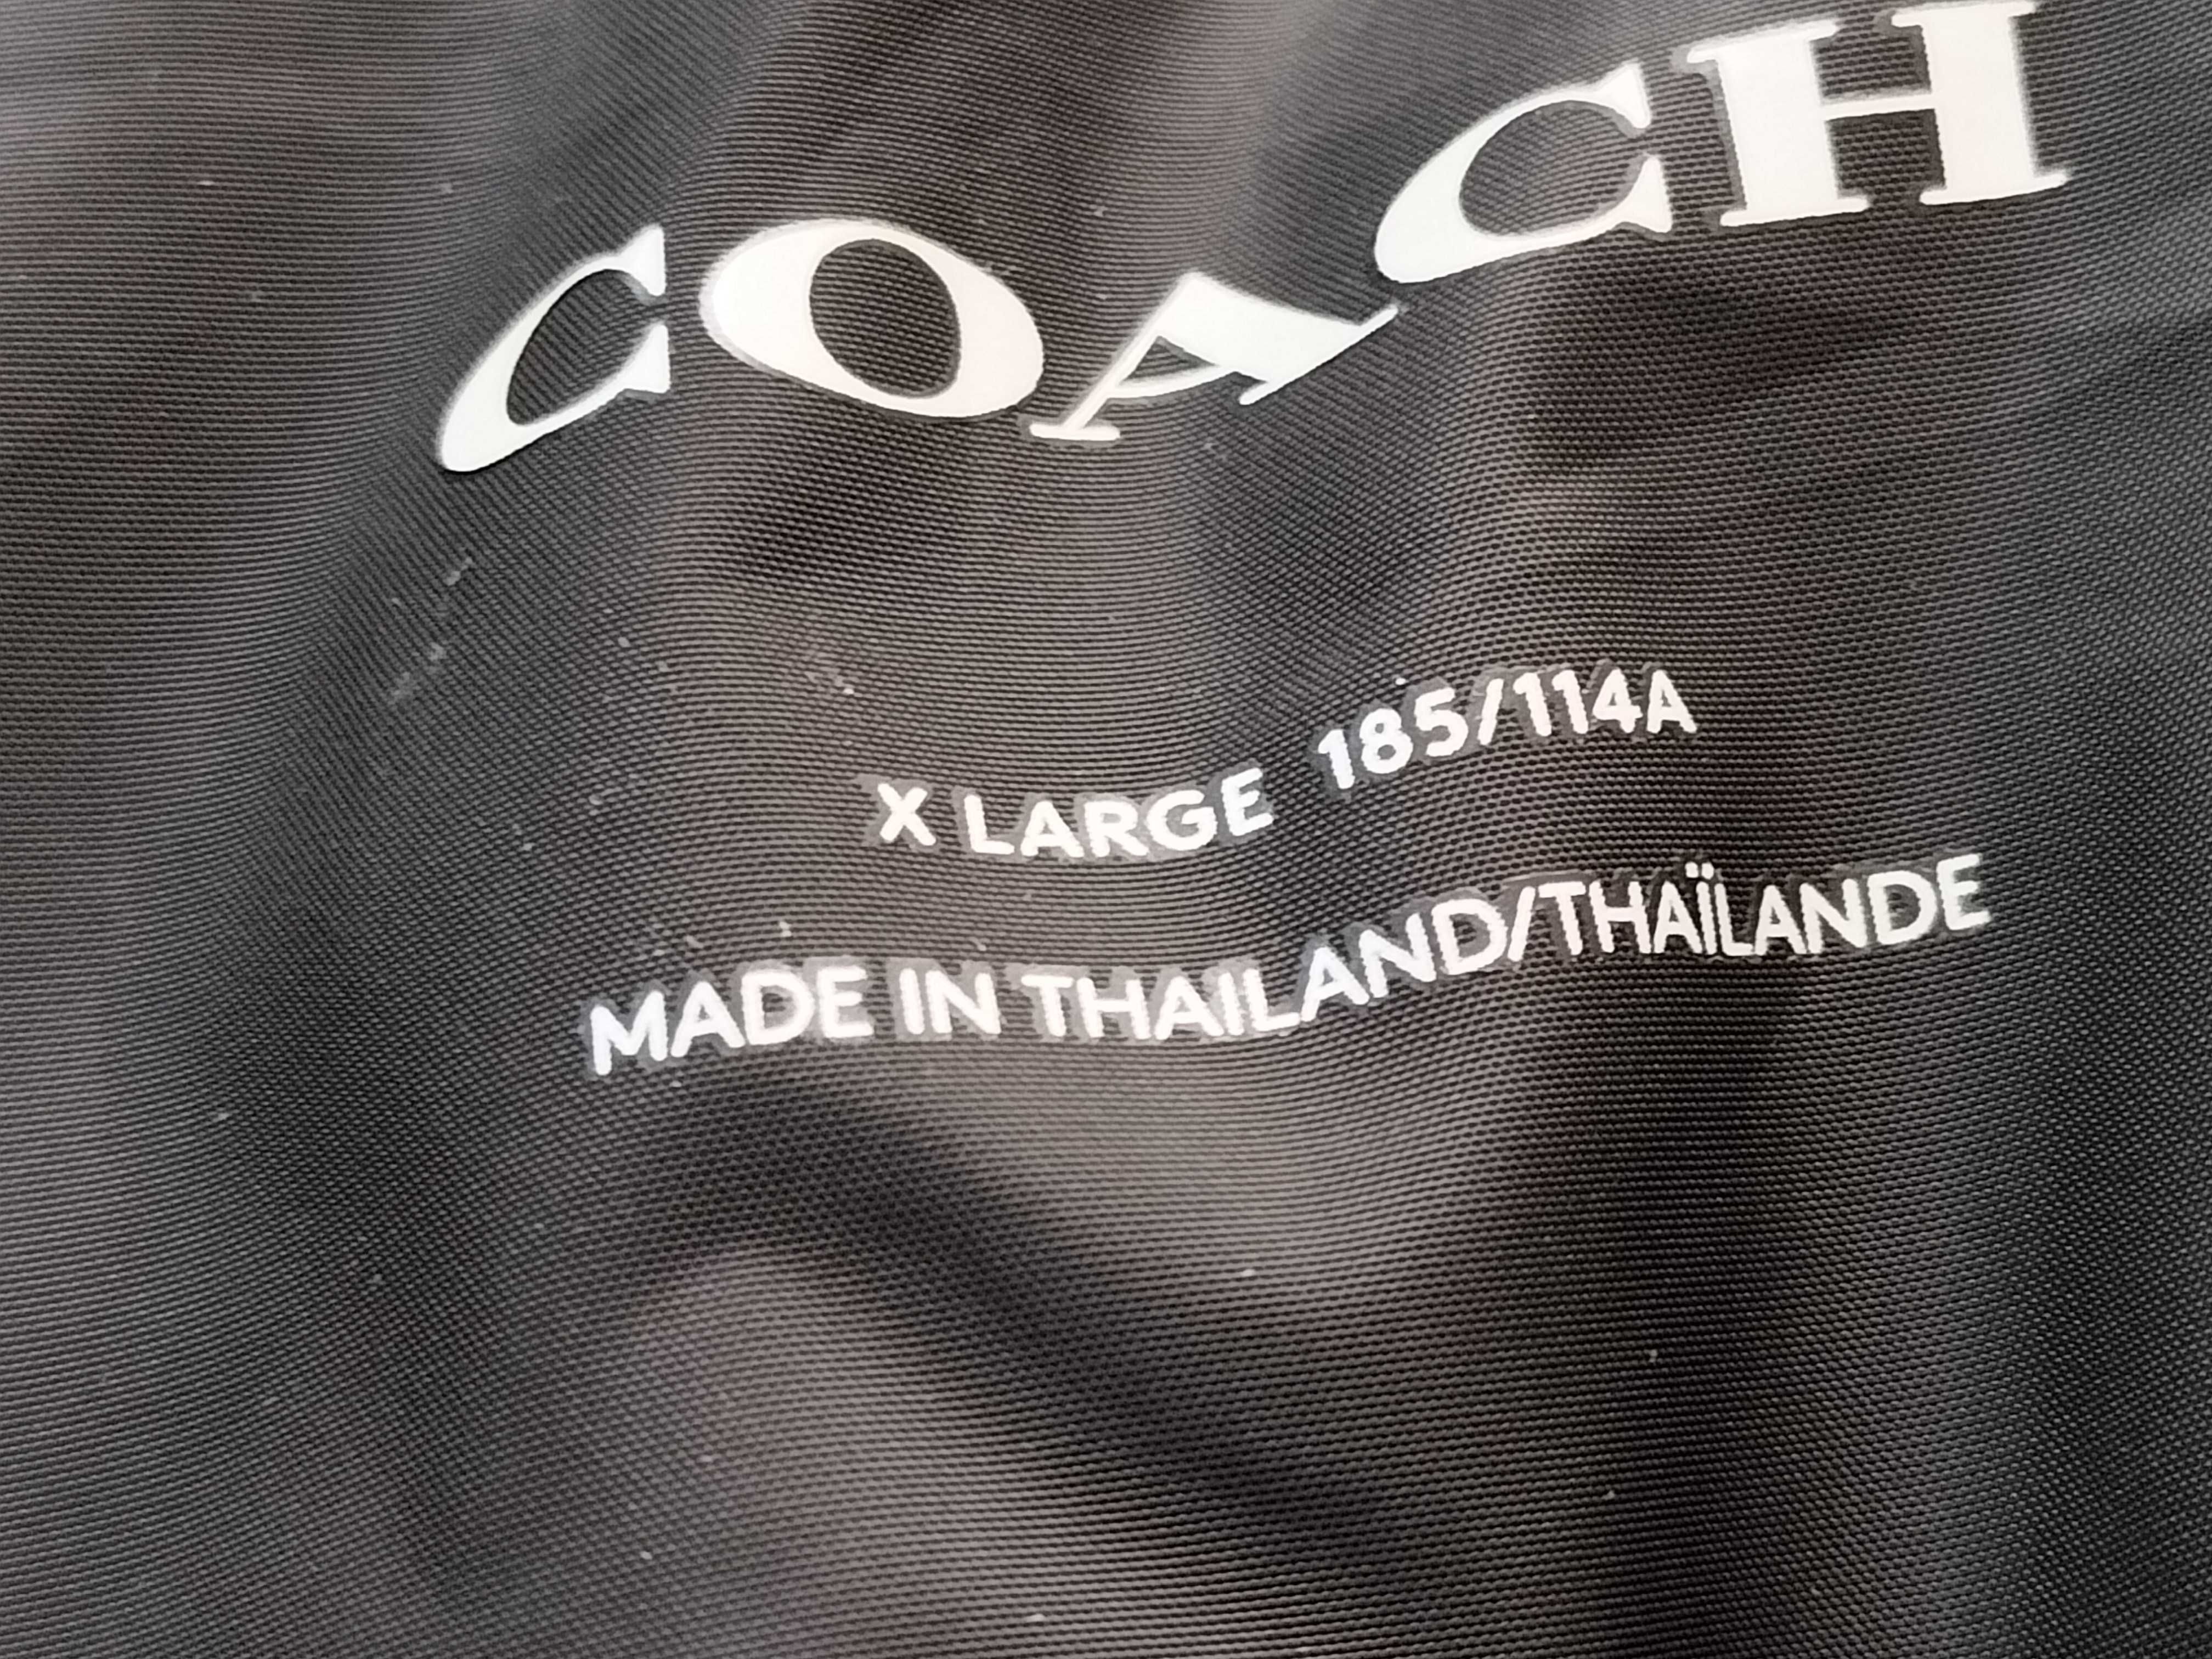 COACH
X LARGE 185/114A
MADE IN THAILAND/THAÏLANDE